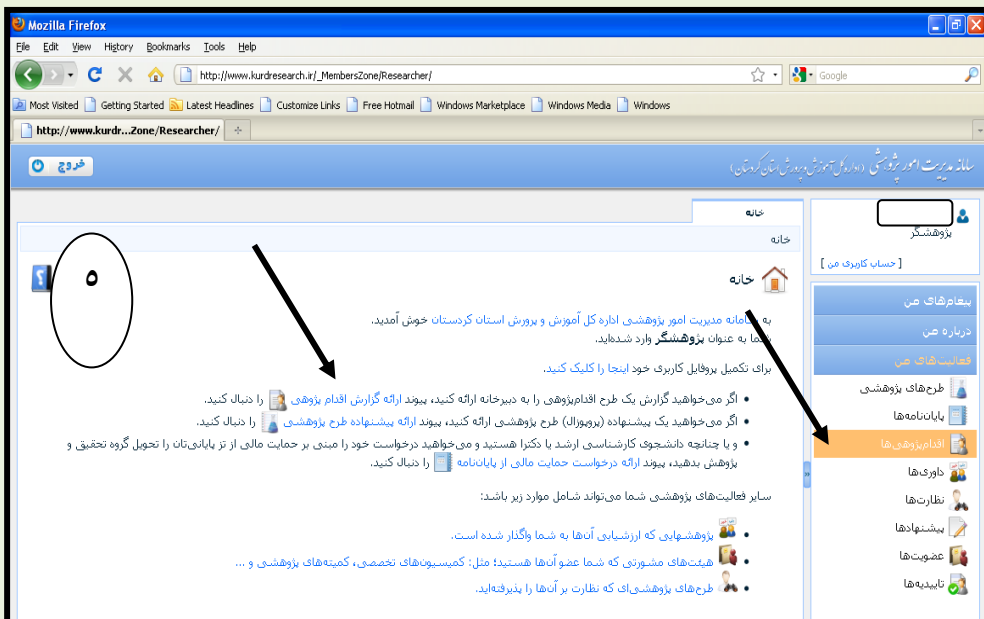 Mozilla Firefox
File Edit View History Bookmarks Tools Help
http://www.kurdresearch.ir/_MembersZone/Researcher/
Google
Most Visited Getting Started Latest Headlines Customize Links Free Hotmail Windows Marketplace Windows Media Windows
http://www.kurdr...Zone/Researcher/
سامانه مدیریت امور پژوهشی (اداره کل آموزش و پرورش استان کردستان)
خروج
پژوهشگر
[ حساب کاربری من ]
پیغام‌های من
درباره من
فعالیت‌های من
طرح‌های پژوهشی
پایان‌نامه‌ها
اقدام‌پژوهی‌ها
داوری‌ها
نظارت‌ها
پیشنهادها
عضویت‌ها
تاییدیه‌ها
خانه
خانه
خانه
۵
به سامانه مدیریت امور پژوهشی اداره کل آموزش و پرورش استان کردستان خوش آمدید.
شما به عنوان پژوهشگر وارد شده‌اید.
برای تکمیل پروفایل کاربری خود اینجا را کلیک کنید.
• اگر می‌خواهید گزارش یک طرح اقدام‌پژوهی را به دبیرخانه ارائه کنید، پیوند ارائه گزارش اقدام پژوهی را دنبال کنید.
• اگر می‌خواهید یک پیشنهاده (پروپوزال) طرح پژوهشی ارائه کنید، پیوند ارائه پیشنهاده طرح پژوهشی را دنبال کنید.
• و یا چنانچه دانشجوی کارشناسی ارشد یا دکترا هستید و می‌خواهید درخواست خود را مبنی بر حمایت مالی از تز پایانی‌تان را تحویل گروه تحقیق و
پژوهش بدهید، پیوند ارائه درخواست حمایت مالی از پایان‌نامه را دنبال کنید.
سایر فعالیت‌های پژوهشی شما می‌تواند شامل موارد زیر باشد:
• پژوهشهایی که ارزشیابی آن‌ها به شما واگذار شده است.
• هیئت‌های مشورتی که شما عضو آن‌ها هستید؛ مثل: کمیسیون‌های تخصصی، کمیته‌های پژوهشی و ...
• طرح‌های پژوهشی‌ای که نظارت بر آن‌ها را پذیرفته‌اید.